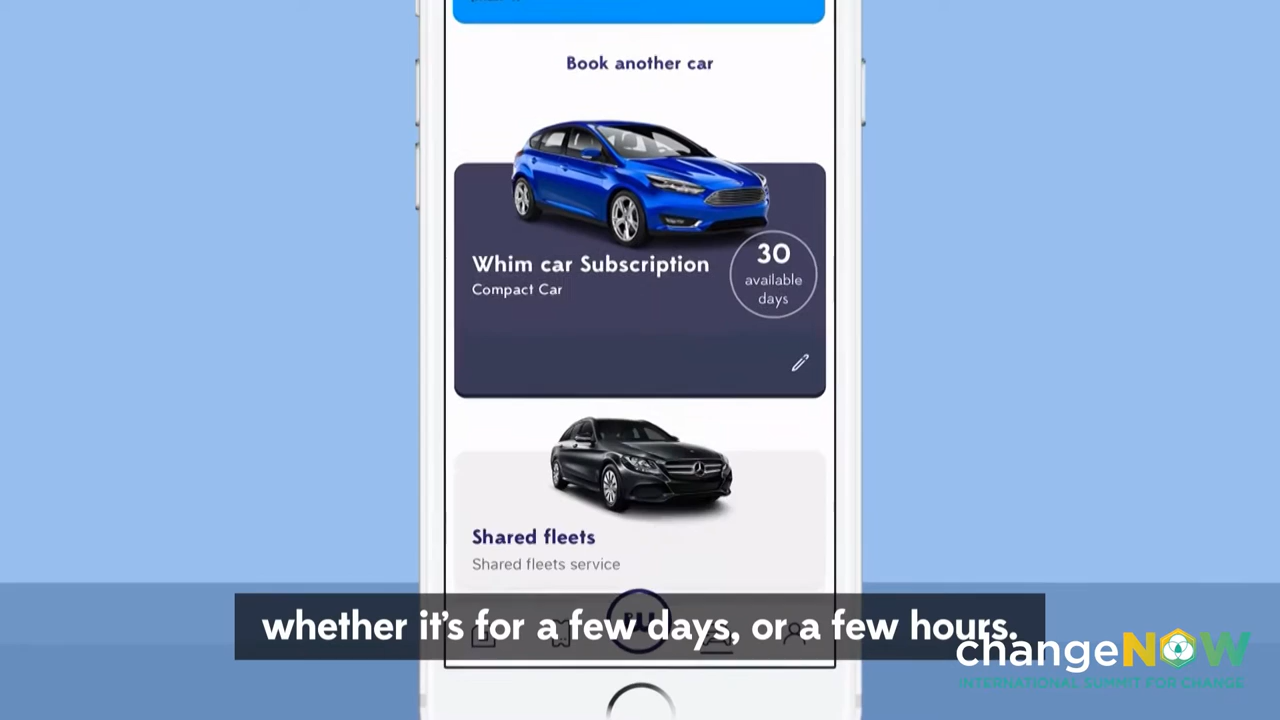 Book another car
Whim car Subscription
Compact Car
30
available
days
Shared fleets
Shared fleets service
whether it's for a few days, or a few hours.
changeNOW
INTERNATIONAL SUMMIT FOR CHANGE